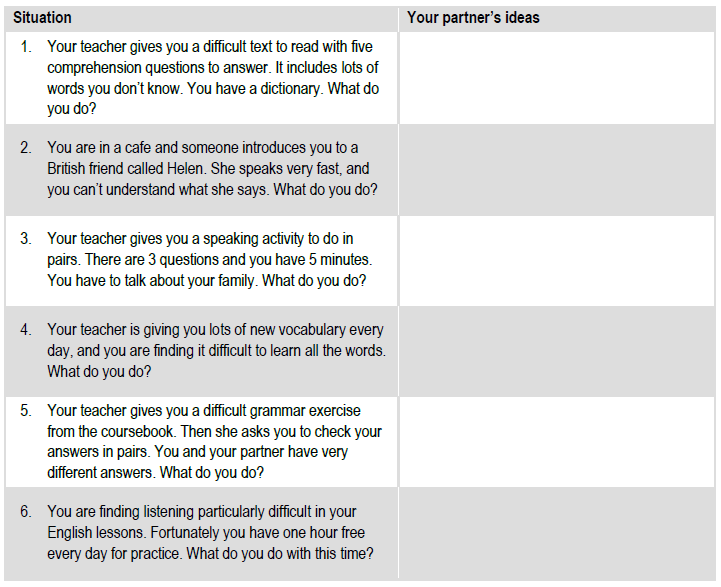 Situation
Your partner’s ideas
1. Your teacher gives you a difficult text to read with five
comprehension questions to answer. It includes lots of
words you don’t know. You have a dictionary. What do
you do?
2. You are in a cafe and someone introduces you to a
British friend called Helen. She speaks very fast, and
you can’t understand what she says. What do you do?
3. Your teacher gives you a speaking activity to do in
pairs. There are 3 questions and you have 5 minutes.
You have to talk about your family. What do you do?
4. Your teacher is giving you lots of new vocabulary every
day, and you are finding it difficult to learn all the words.
What do you do?
5. Your teacher gives you a difficult grammar exercise
from the coursebook. Then she asks you to check your
answers in pairs. You and your partner have very
different answers. What do you do?
6. You are finding listening particularly difficult in your
English lessons. Fortunately you have one hour free
every day for practice. What do you do with this time?